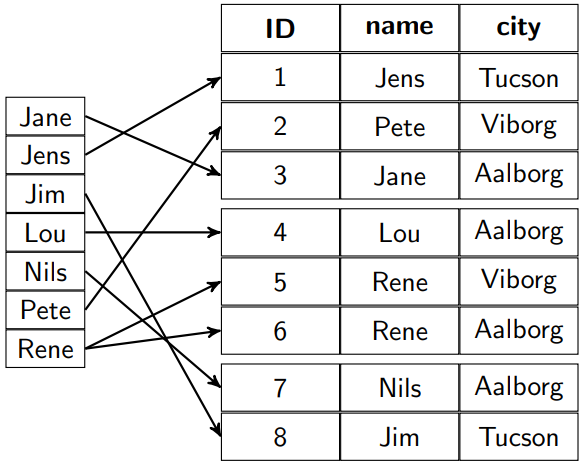 ID name city
1 Jens Tucson
2 Pete Viborg
3 Jane Aalborg
4 Lou Aalborg
5 Rene Viborg
6 Rene Aalborg
7 Nils Aalborg
8 Jim Tucson
Jane
Jens
Jim
Lou
Nils
Pete
Rene